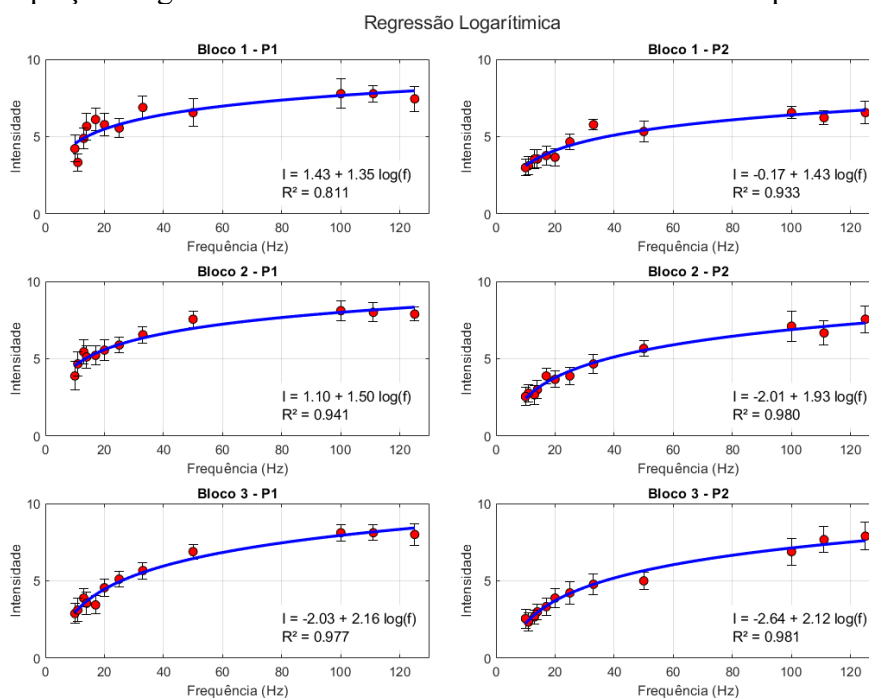 Regressão Logarítimica
Bloco 1 - P1
Intensidade
10
5
0
I = 1.43 + 1.35 log(f)
R² = 0.811
0 20 40 60 80 100 120
Frequência (Hz)
Bloco 1 - P2
Intensidade
10
5
0
I = -0.17 + 1.43 log(f)
R² = 0.933
0 20 40 60 80 100 120
Frequência (Hz)
Bloco 2 - P1
Intensidade
10
5
0
I = 1.10 + 1.50 log(f)
R² = 0.941
0 20 40 60 80 100 120
Frequência (Hz)
Bloco 2 - P2
Intensidade
10
5
0
I = -2.01 + 1.93 log(f)
R² = 0.980
0 20 40 60 80 100 120
Frequência (Hz)
Bloco 3 - P1
Intensidade
10
5
0
I = -2.03 + 2.16 log(f)
R² = 0.977
0 20 40 60 80 100 120
Frequência (Hz)
Bloco 3 - P2
Intensidade
10
5
0
I = -2.64 + 2.12 log(f)
R² = 0.981
0 20 40 60 80 100 120
Frequência (Hz)